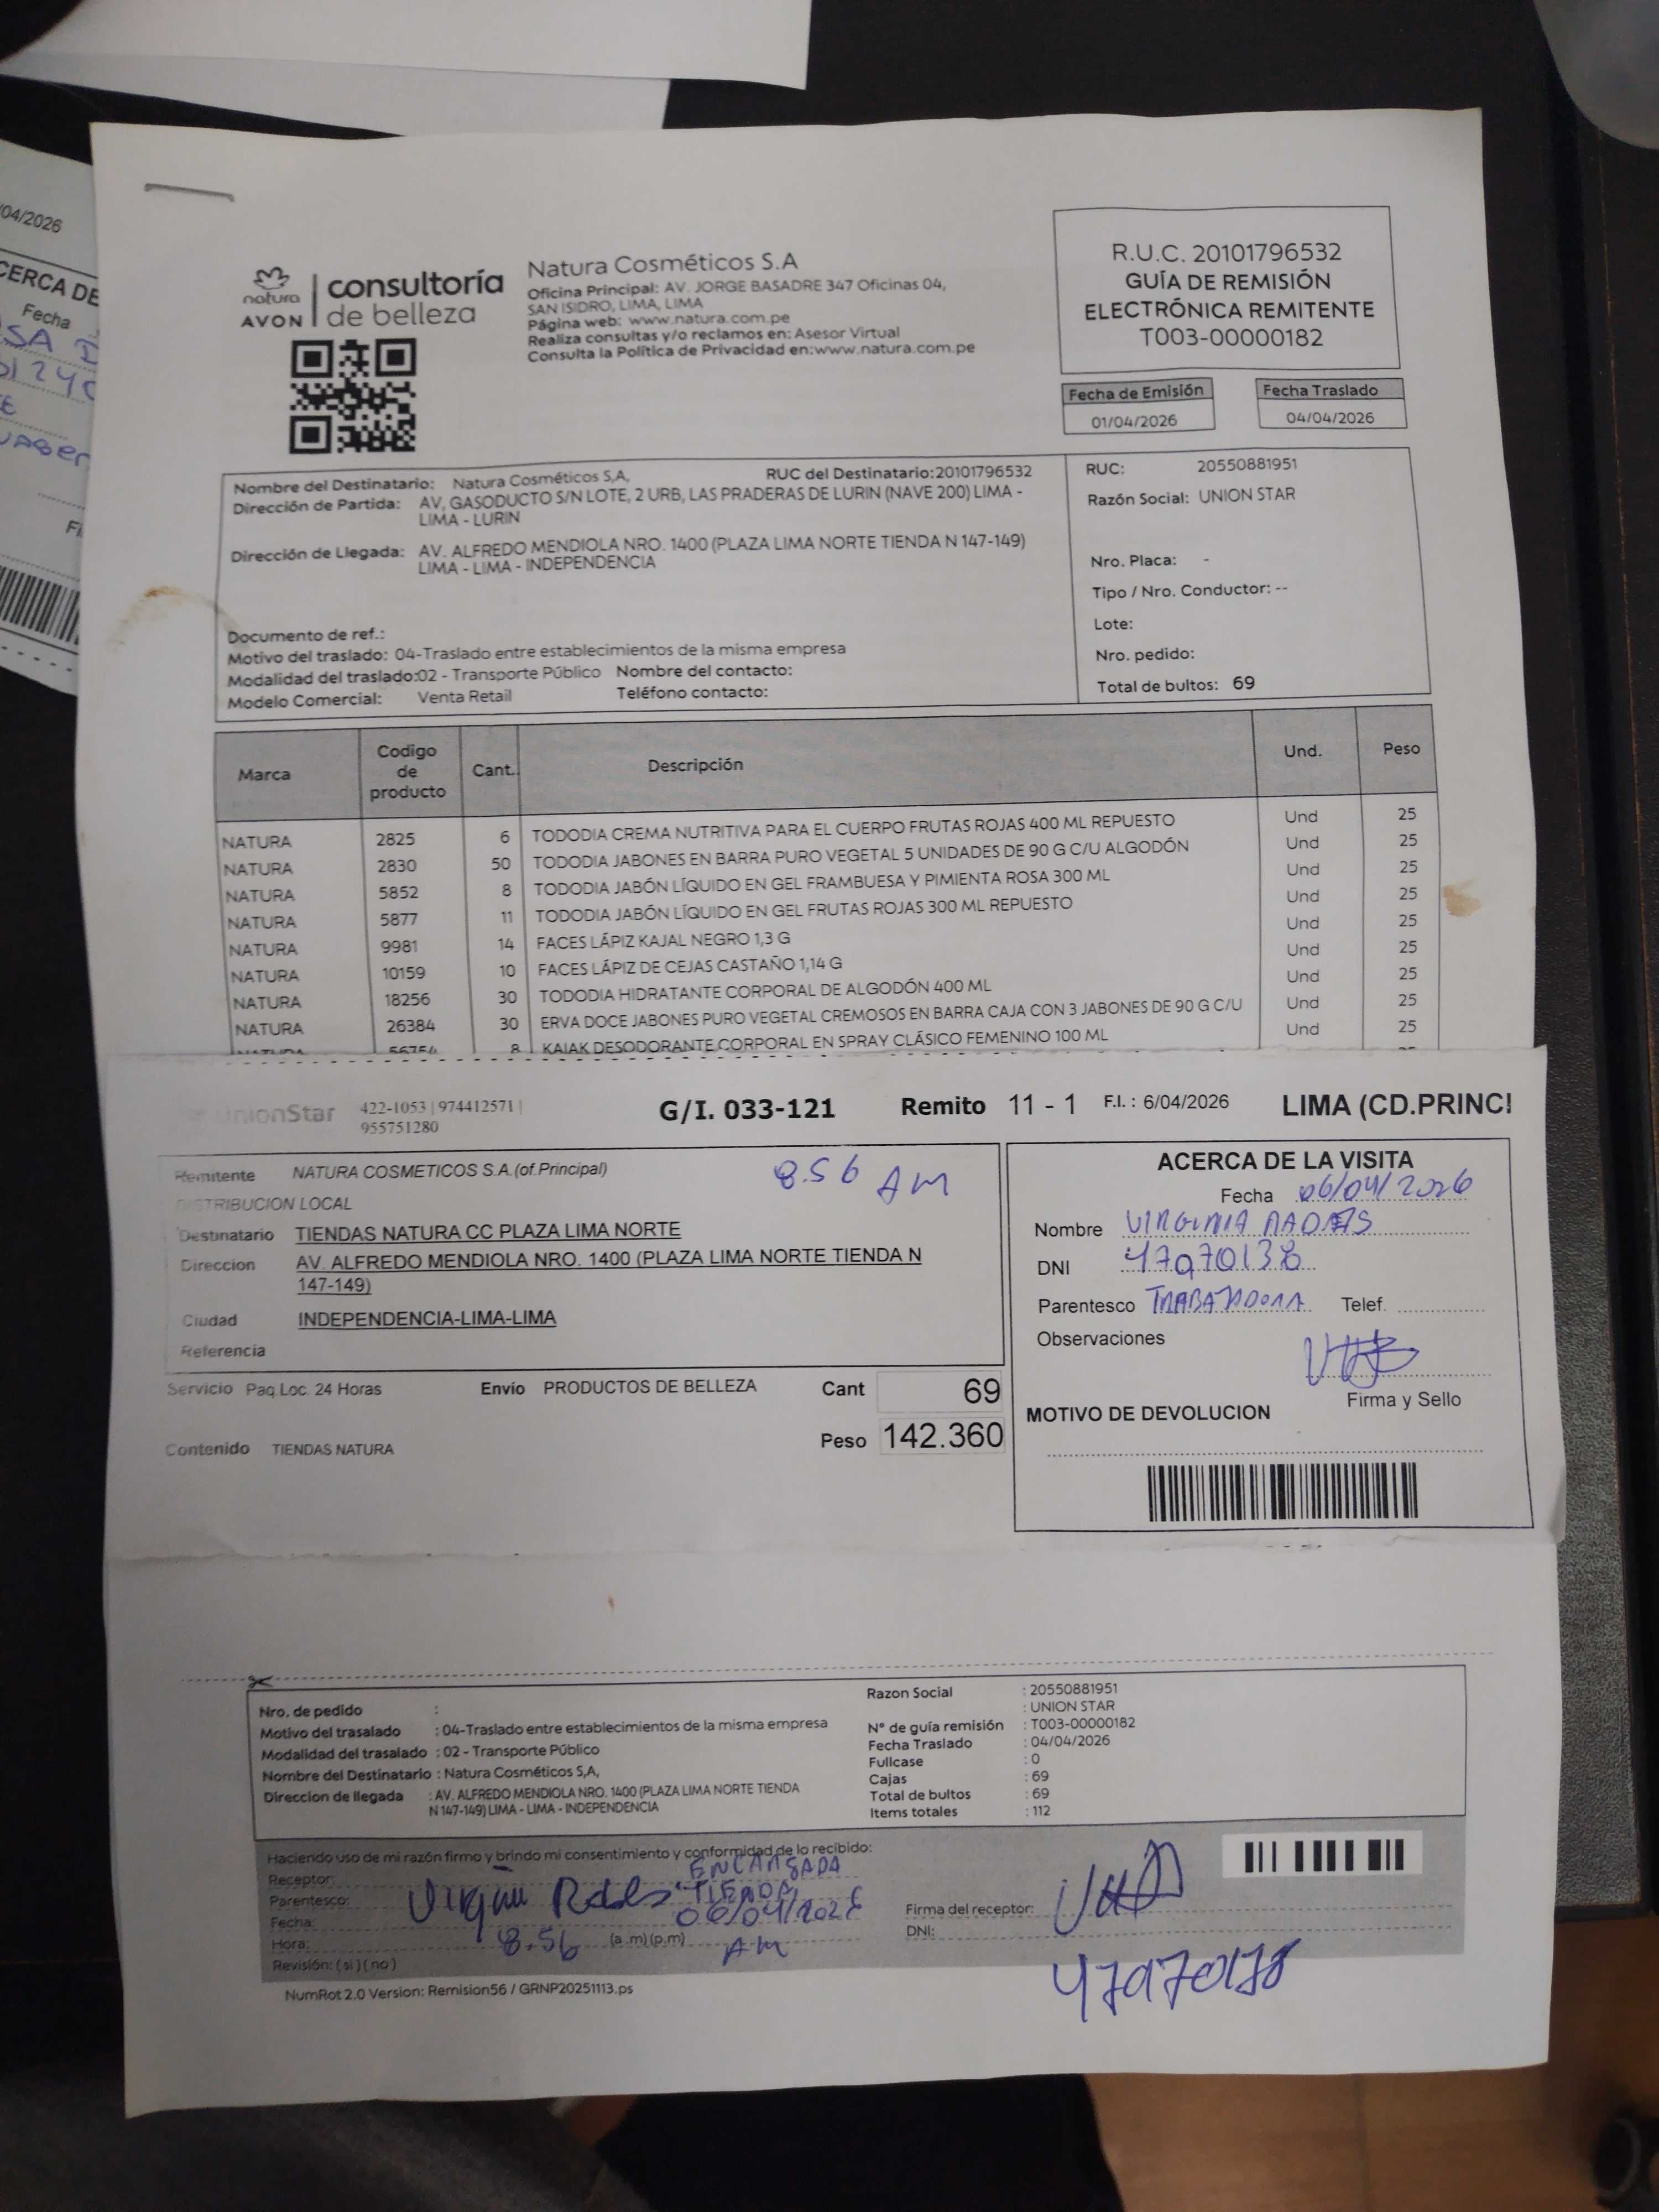 /04/2026
CERCA DE
Fecha
natura
AVON
consultoría
de belleza
Natura Cosméticos S.A
Oficina Principal: AV. JORGE BASADRE 347 Oficinas 04,
SAN ISIDRO, LIMA, LIMA
Página web: www.natura.com.pe
Realiza consultas y/o reclamos en: Asesor Virtual
Consulta la Política de Privacidad en:www.natura.com.pe
R.U.C. 20101796532
GUÍA DE REMISIÓN
ELECTRÓNICA REMITENTE
T003-00000182
Fecha de Emisión
01/04/2026
Fecha Traslado
04/04/2026
Nombre del Destinatario: Natura Cosméticos S,A, RUC del Destinatario:20101796532
Dirección de Partida: AV, GASODUCTO S/N LOTE, 2 URB, LAS PRADERAS DE LURIN (NAVE 200) LIMA -
LIMA - LURIN
Dirección de Llegada: AV. ALFREDO MENDIOLA NRO. 1400 (PLAZA LIMA NORTE TIENDA N 147-149)
LIMA - LIMA - INDEPENDENCIA
Documento de ref.:
Motivo del traslado: 04-Traslado entre establecimientos de la misma empresa
Modalidad del traslado:02 - Transporte Público Nombre del contacto:
Modelo Comercial: Venta Retail Teléfono contacto:
RUC: 20550881951
Razón Social: UNION STAR
Nro. Placa: -
Tipo / Nro. Conductor: --
Lote:
Nro. pedido:
Total de bultos: 69
Marca Codigo de producto Cant. Descripción Und. Peso
NATURA 2825 6 TODODIA CREMA NUTRITIVA PARA EL CUERPO FRUTAS ROJAS 400 ML REPUESTO Und 25
NATURA 2830 50 TODODIA JABONES EN BARRA PURO VEGETAL 5 UNIDADES DE 90 G C/U ALGODÓN Und 25
NATURA 5852 8 TODODIA JABÓN LÍQUIDO EN GEL FRAMBUESA Y PIMIENTA ROSA 300 ML Und 25
NATURA 5877 11 TODODIA JABÓN LÍQUIDO EN GEL FRUTAS ROJAS 300 ML REPUESTO Und 25
NATURA 9981 14 FACES LÁPIZ KAJAL NEGRO 1,3 G Und 25
NATURA 10159 10 FACES LÁPIZ DE CEJAS CASTAÑO 1,14 G Und 25
NATURA 18256 30 TODODIA HIDRATANTE CORPORAL DE ALGODÓN 400 ML Und 25
NATURA 26384 30 ERVA DOCE JABONES PURO VEGETAL CREMOSOS EN BARRA CAJA CON 3 JABONES DE 90 G C/U Und 25
NATURA 56754 8 KAIAK DESODORANTE CORPORAL EN SPRAY CLÁSICO FEMENINO 100 ML Und 25
UnionStar 422-1053 | 974412571 |
955751280
G/I. 033-121 Remito 11 - 1 F.I. : 6/04/2026 LIMA (CD.PRINC!
Remitente NATURA COSMETICOS S.A.(of.Principal)
8.56 AM
DISTRIBUCION LOCAL
Destinatario TIENDAS NATURA CC PLAZA LIMA NORTE
Direccion AV. ALFREDO MENDIOLA NRO. 1400 (PLAZA LIMA NORTE TIENDA N
147-149)
Ciudad INDEPENDENCIA-LIMA-LIMA
Referencia
Servicio Paq.Loc. 24 Horas Envío PRODUCTOS DE BELLEZA Cant 69
Peso 142.360
Contenido TIENDAS NATURA
ACERCA DE LA VISITA
Fecha 06/04/2026
Nombre VIRGINIA
DNI
Parentesco TRABAJADORA Telef.
Observaciones
Firma y Sello
MOTIVO DE DEVOLUCION
Nro. de pedido :
Motivo del trasalado : 04-Traslado entre establecimientos de la misma empresa
Modalidad del trasalado : 02 - Transporte Público
Nombre del Destinatario : Natura Cosméticos S,A,
Direccion de llegada : AV. ALFREDO MENDIOLA NRO. 1400 (PLAZA LIMA NORTE TIENDA
N 147-149) LIMA - LIMA - INDEPENDENCIA
Razon Social : 20550881951
: UNION STAR
N° de guía remisión : T003-00000182
Fecha Traslado : 04/04/2026
Fullcase : 0
Cajas : 69
Total de bultos : 69
Items totales : 112
Haciendo uso de mi razón firmo y brindo mi consentimiento y conformidad de lo recibido:
Receptor:
Parentesco: ENCARGADA
TIENDA
Fecha: 06/04/2026
Hora: 8.56 (a.m)(p.m) AM
Revisión: (si)(no)
Firma del receptor:
DNI:
NumRot 2.0 Version: Remision56 / GRNP20251113.ps